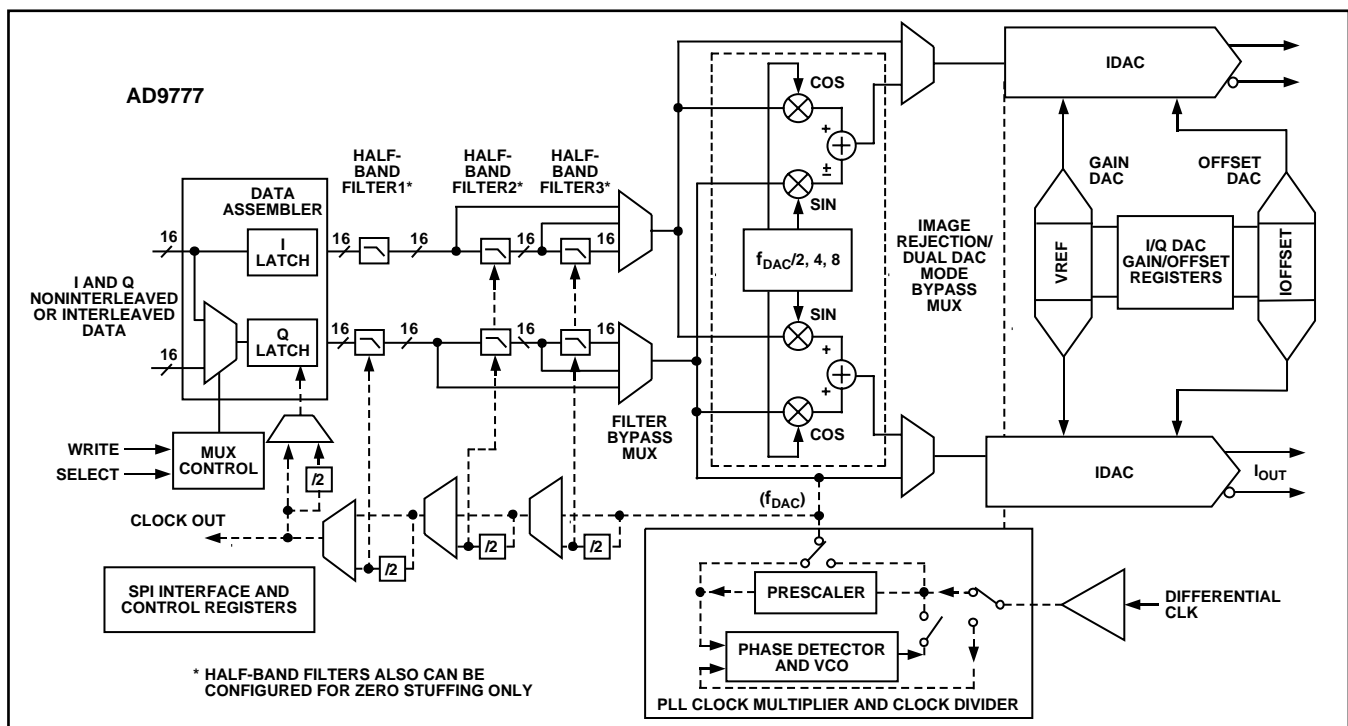 AD9777
COS
IDAC
HALF-
BAND
FILTER1*
HALF-
BAND
FILTER2*
HALF-
BAND
FILTER3*
+
±
GAIN
DAC
OFFSET
DAC
DATA
ASSEMBLER
SIN
16
I
LATCH
16
16
16
16
I AND Q
NONINTERLEAVED
OR INTERLEAVED
DATA
fDAC/2, 4, 8
IMAGE
REJECTION/
DUAL DAC
MODE
BYPASS
MUX
VREF
I/Q DAC
GAIN/OFFSET
REGISTERS
IOFFSET
16
Q
LATCH
16
16
16
16
SIN
+
+
COS
FILTER
BYPASS
MUX
WRITE
SELECT
MUX
CONTROL
/2
IDAC
IOUT
(fDAC)
CLOCK OUT
/2
/2
/2
SPI INTERFACE AND
CONTROL REGISTERS
PRESCALER
DIFFERENTIAL
CLK
PHASE DETECTOR
AND VCO
* HALF-BAND FILTERS ALSO CAN BE
CONFIGURED FOR ZERO STUFFING ONLY
PLL CLOCK MULTIPLIER AND CLOCK DIVIDER